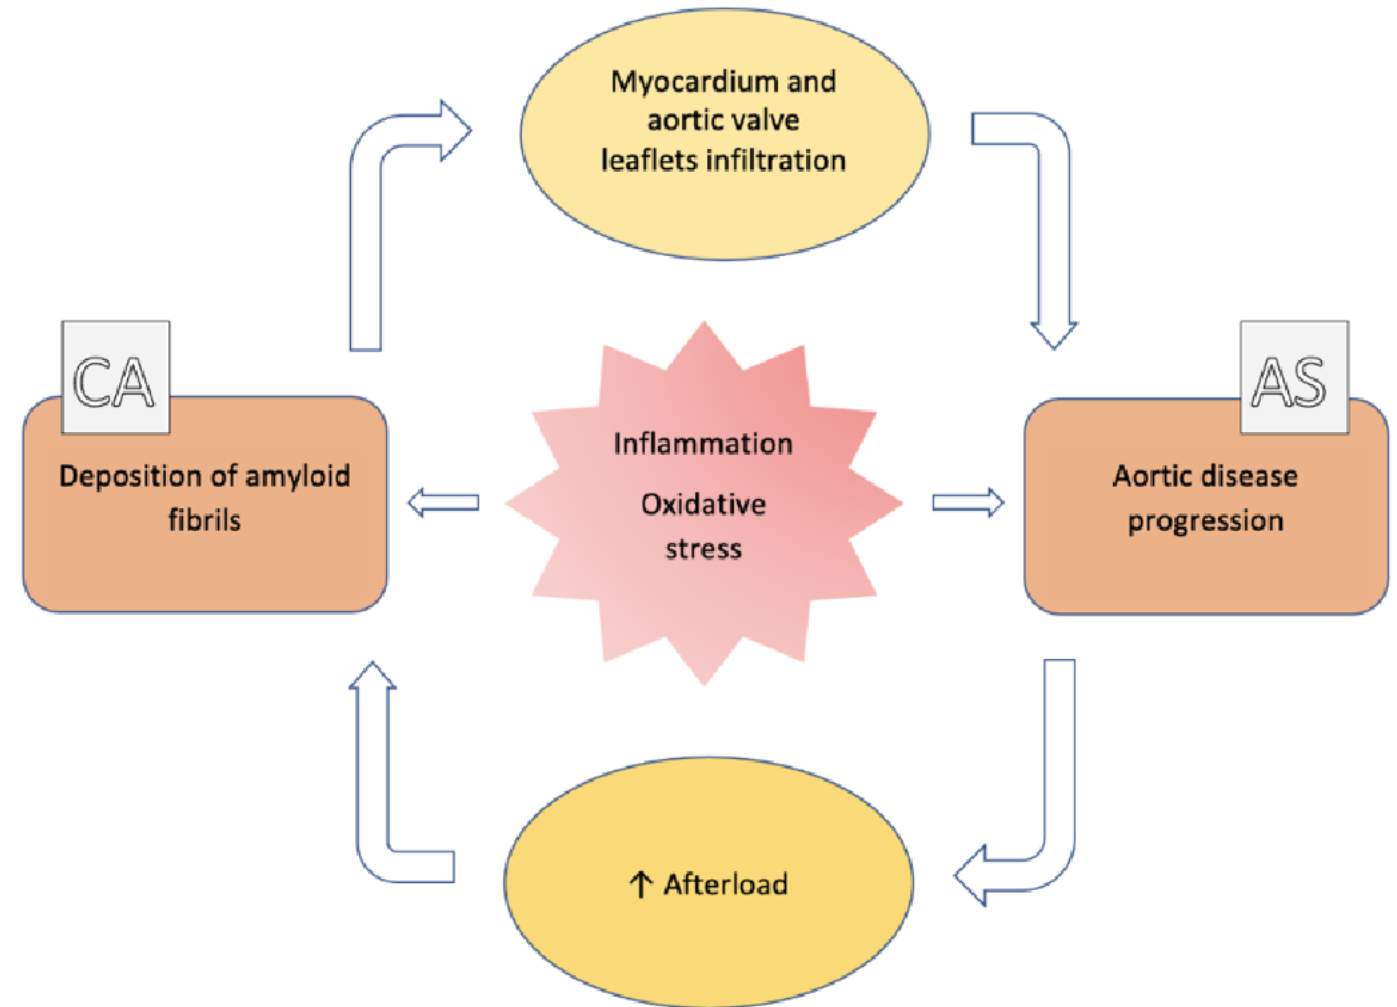 Myocardium and
aortic valve
leaflets infiltration
CA
Deposition of amyloid
fibrils
Inflammation
Oxidative
stress
AS
Aortic disease
progression
↑ Afterload